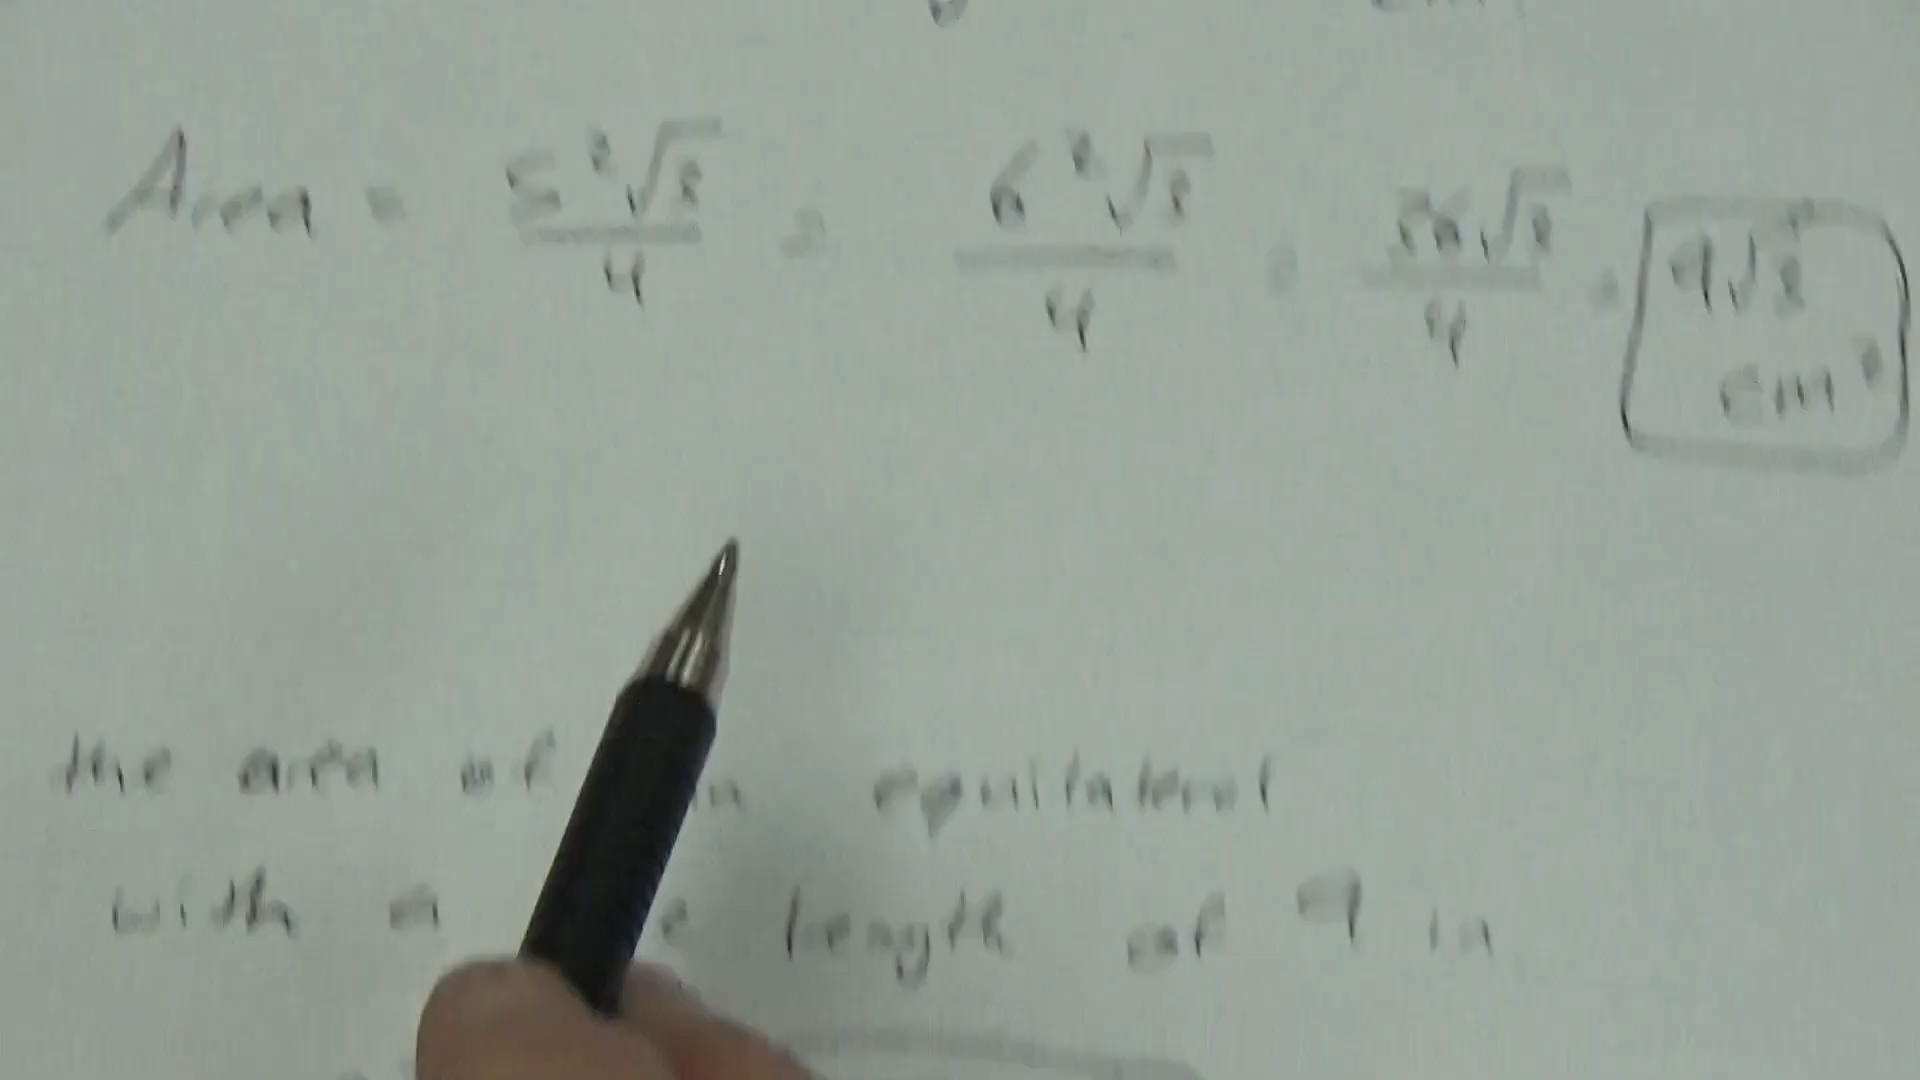 Area = S²√3/4 = 6²√3/4 = 36√3/4 = 9√3 cm²
the area of an equilateral
with a length of 9 in